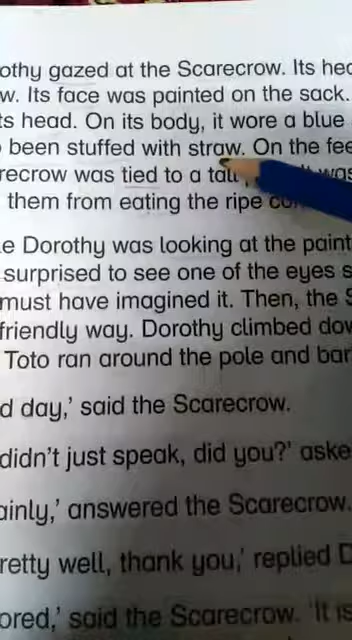 othy gazed at the Scarecrow. Its hea
w. Its face was painted on the sack.
ts head. On its body, it wore a blue
been stuffed with straw. On the fee
recrow was tied to a tall was
them from eating the ripe
e Dorothy was looking at the paint
surprised to see one of the eyes s
must have imagined it. Then, the S
friendly way. Dorothy climbed dow
Toto ran around the pole and bar
d day,’ said the Scarecrow.
didn’t just speak, did you?’ aske
ainly,’ answered the Scarecrow.
retty well, thank you,’ replied D
ored,’ said the Scarecrow. ‘It is